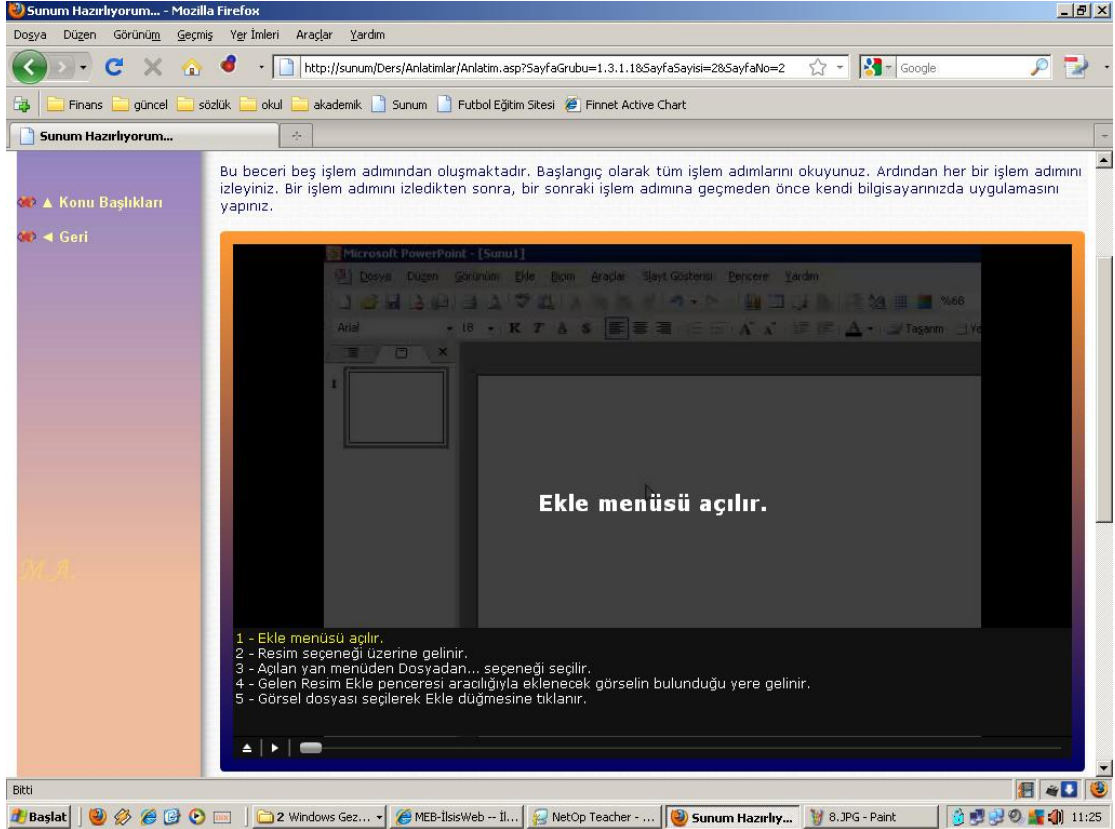 Sunum Hazırlıyorum... - Mozilla Firefox
Dosya Düzen Görünüm Geçmiş Yer İmleri Araçlar Yardım
http://sunum/Ders/Anlatimlar/Anlatim.asp?SayfaGrubu=1.3.1.1&SayfaSayisi=2&SayfaNo=2 Google
Finans güncel sözlük okul akademik Sunum Futbol Eğitim Sitesi Finnet Active Chart
Sunum Hazırlıyorum...
Bu beceri beş işlem adımından oluşmaktadır. Başlangıç olarak tüm işlem adımlarını okuyunuz. Ardından her bir işlem adımını
izleyiniz. Bir işlem adımını izledikten sonra, bir sonraki işlem adımına geçmeden önce kendi bilgisayarınızda uygulamasını
yapınız.
Konu Başlıkları
Geri
M.A.
Microsoft PowerPoint - [Sunu1]
Dosya Düzen Görünüm Ekle Biçim Araçlar Slayt Gösterisi Pencere Yardım
%66
Arial 18 K T A S A A A Tasarım Ye
1
Ekle menüsü açılır.
1 - Ekle menüsü açılır.
2 - Resim seçeneği üzerine gelinir.
3 - Açılan yan menüden Dosyadan... seçeneği seçilir.
4 - Gelen Resim Ekle penceresi aracılığıyla eklenecek görselin bulunduğu yere gelinir.
5 - Görsel dosyası seçilerek Ekle düğmesine tıklanır.
Bitti
Başlat 2 Windows Gez... MEB-İlsisWeb -- İl... NetOp Teacher - ... Sunum Hazırlıy... 8.JPG - Paint 11:25